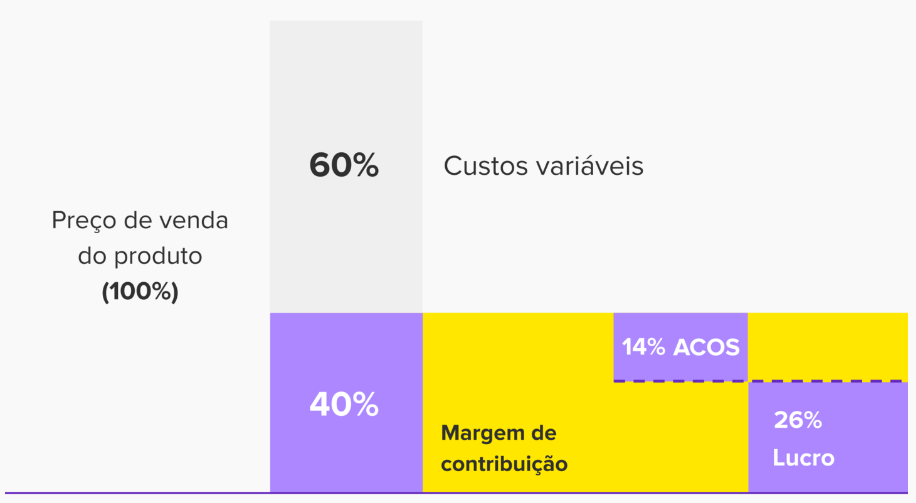 60%
Custos variáveis
Preço de venda
do produto
(100%)
40%
Margem de
contribuição
14% ACOS
26%
Lucro